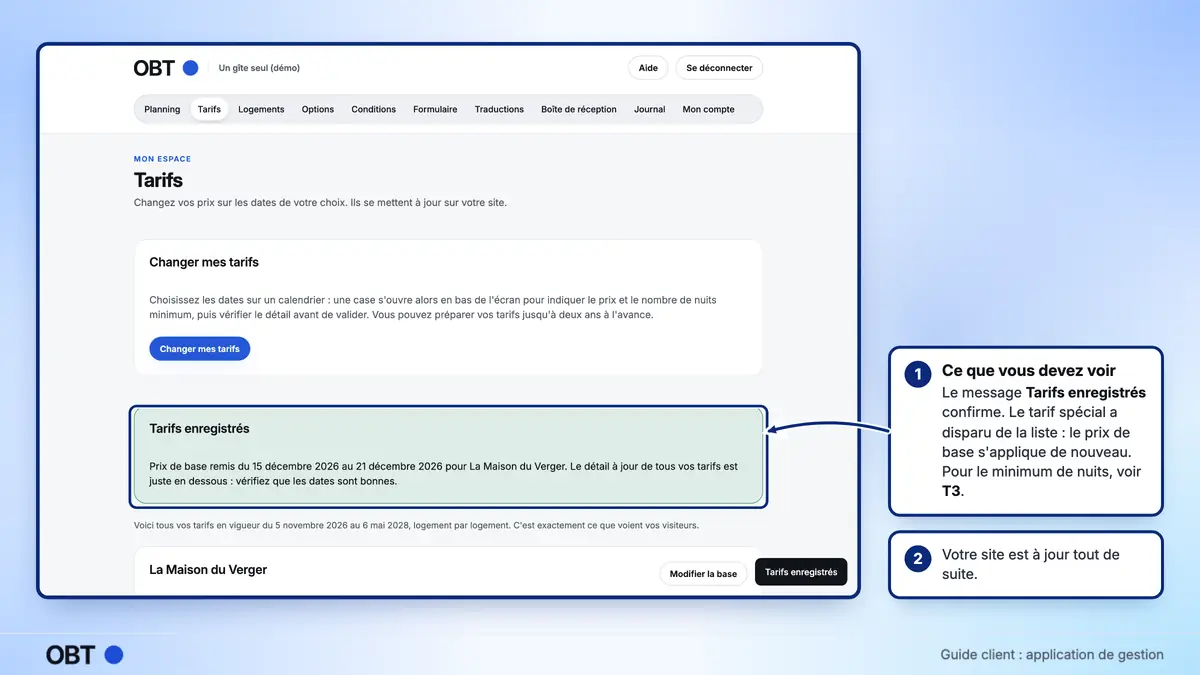 OBT
Un gîte seul (démo)
Aide
Se déconnecter
Planning
Tarifs
Logements
Options
Conditions
Formulaire
Traductions
Boîte de réception
Journal
Mon compte
MON ESPACE
Tarifs
Changez vos prix sur les dates de votre choix. Ils se mettent à jour sur votre site.
Changer mes tarifs
Choisissez les dates sur un calendrier : une case s'ouvre alors en bas de l'écran pour indiquer le prix et le nombre de nuits
minimum, puis vérifier le détail avant de valider. Vous pouvez préparer vos tarifs jusqu'à deux ans à l'avance.
Changer mes tarifs
Tarifs enregistrés
Prix de base remis du 15 décembre 2026 au 21 décembre 2026 pour La Maison du Verger. Le détail à jour de tous vos tarifs est
juste en dessous : vérifiez que les dates sont bonnes.
Voici tous vos tarifs en vigueur du 5 novembre 2026 au 6 mai 2028, logement par logement. C'est exactement ce que voient vos visiteurs.
La Maison du Verger
Modifier la base
Tarifs enregistrés
1
Ce que vous devez voir
Le message Tarifs enregistrés
confirme. Le tarif spécial a
disparu de la liste : le prix de
base s'applique de nouveau.
Pour le minimum de nuits, voir
T3.
2
Votre site est à jour tout de
suite.
OBT
Guide client : application de gestion